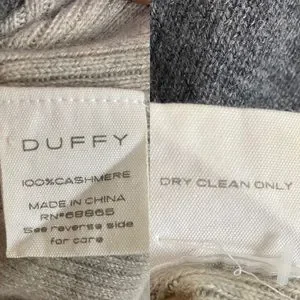 DUFFY
100% CASHMERE
MADE IN CHINA
RN#68865
See reverse side
for care
DRY CLEAN ONLY